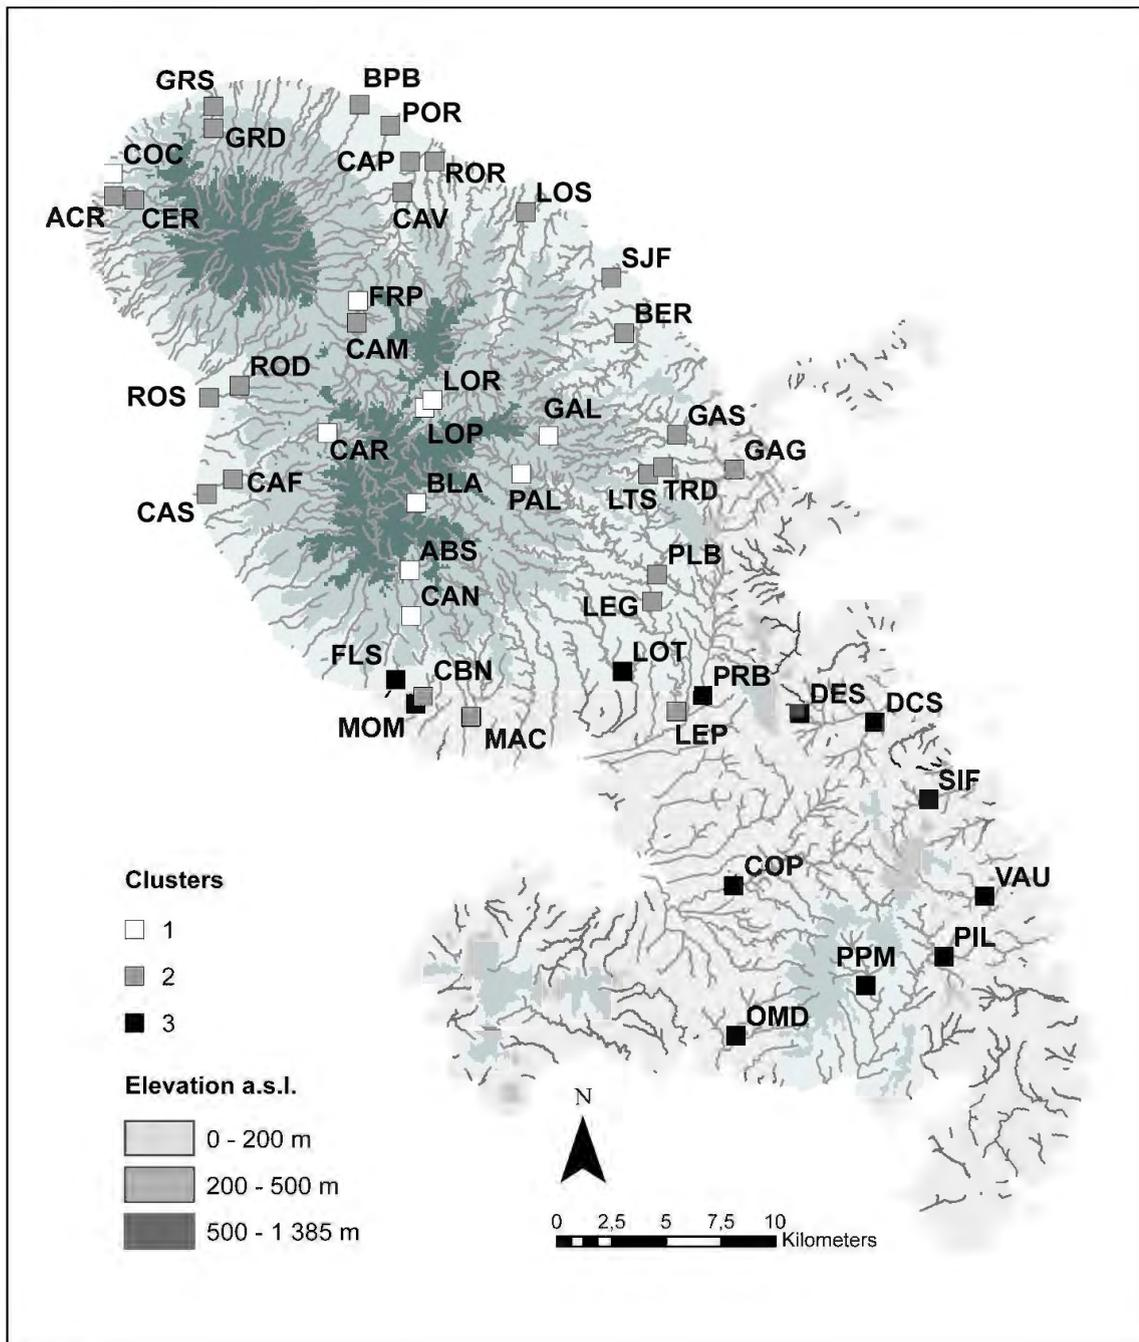 GRS
BPB
POR
GRD
COC
CAP
ROR
ACR
CER
CAV
LOS
SJF
FRP
BER
CAM
ROD
LOR
ROS
GAL
GAS
CAR
LOP
GAG
CAF
BLA
PAL
LTS
TRD
CAS
ABS
PLB
CAN
LEG
FLS
CBN
LOT
PRB
DES
DCS
MOM
MAC
LEP
SIF
COP
VAU
PIL
PPM
OMD
Clusters
1
2
3
Elevation a.s.l.
0 - 200 m
200 - 500 m
500 - 1 385 m
N
0 2,5 5 7,5 10
Kilometers